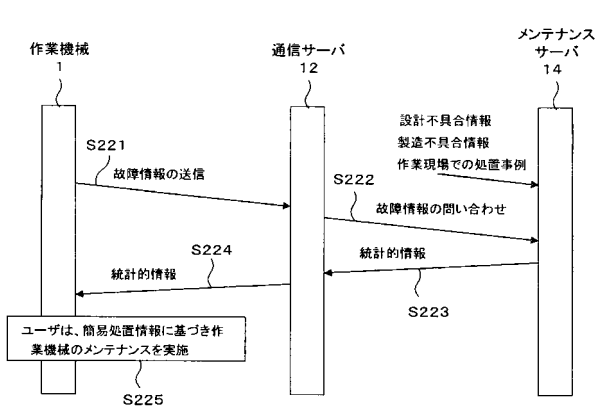 作業機械
1
通信サーバ
12
メンテナンス
サーバ
14
設計不具合情報
製造不具合情報
作業現場での処置事例
S221
故障情報の送信
S222
故障情報の問い合わせ
S224
統計的情報
統計的情報
S223
ユーザは、簡易処置情報に基づき作
業機械のメンテナンスを実施
S225